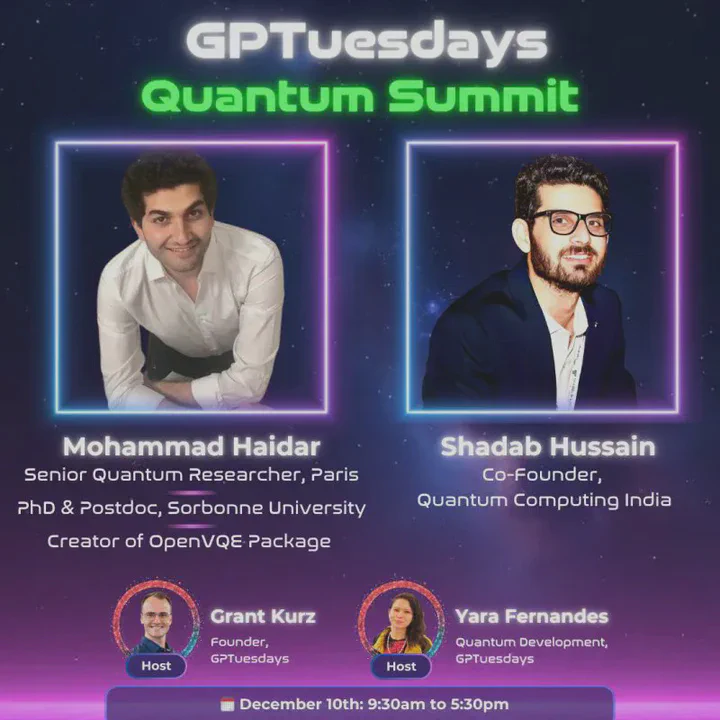 GPTuesdays
Quantum Summit
Mohammad Haidar
Senior Quantum Researcher, Paris
PhD & Postdoc, Sorbonne University
Creator of OpenVQE Package
Shadab Hussain
Co-Founder,
Quantum Computing India
Grant Kurz
Founder,
GPTuesdays
Host
Yara Fernandes
Quantum Development,
GPTuesdays
Host
December 10th: 9:30am to 5:30pm